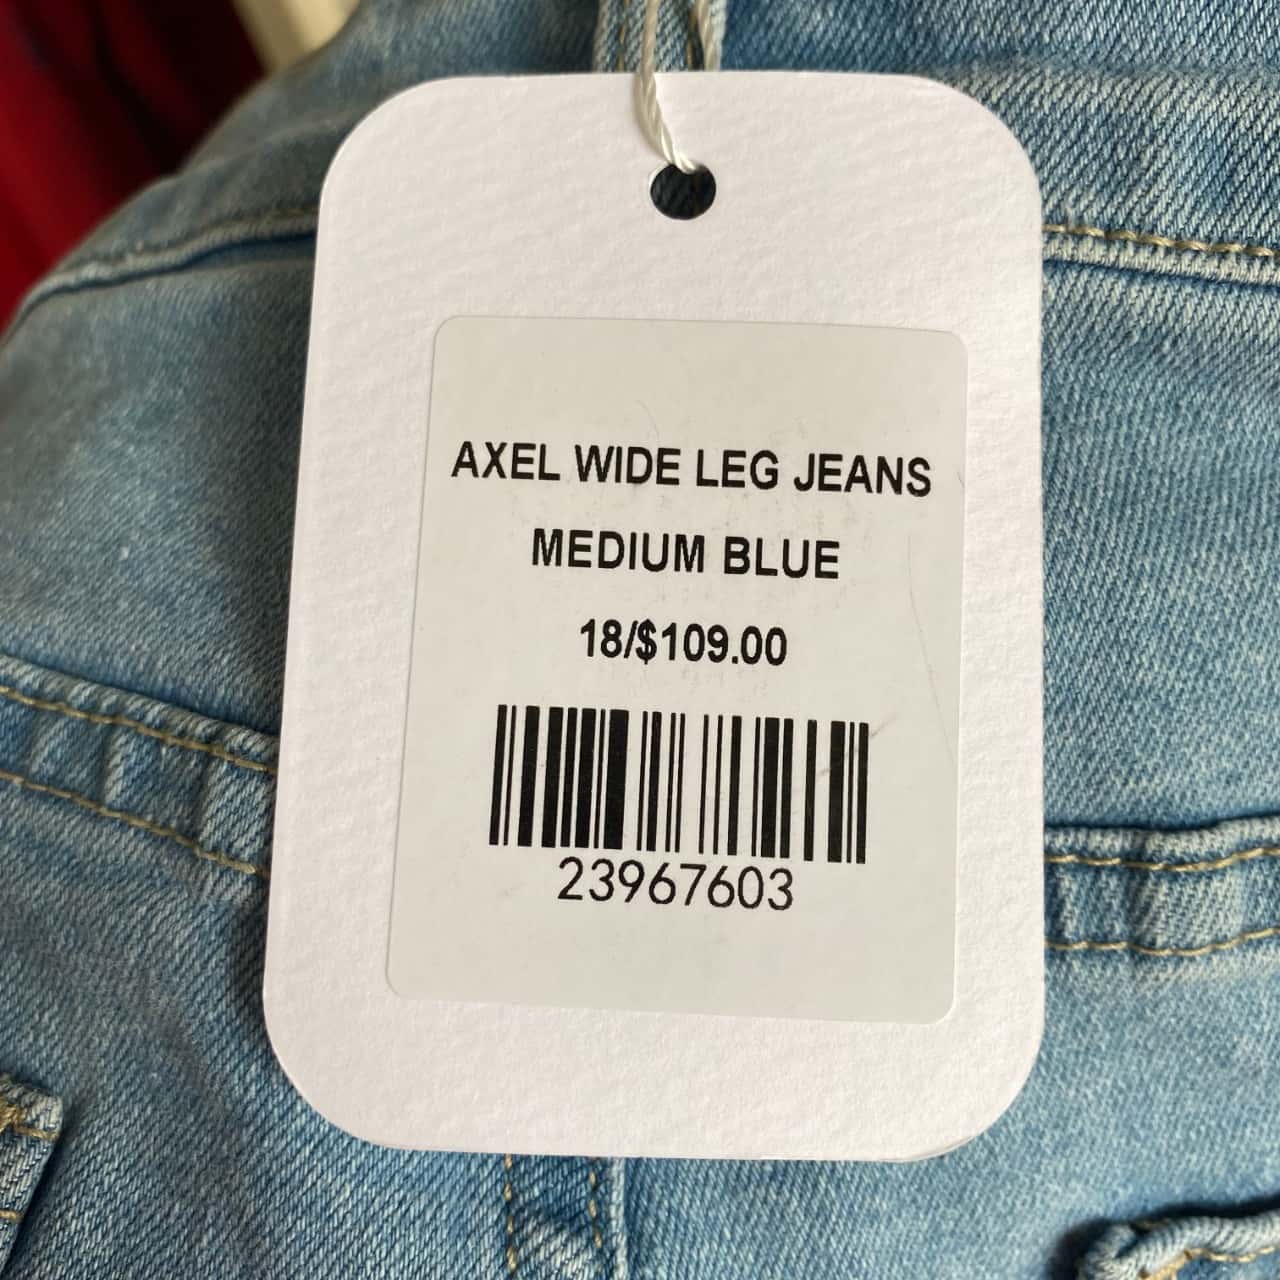 AXEL WIDE LEG JEANS
MEDIUM BLUE
18/$109.00
23967603